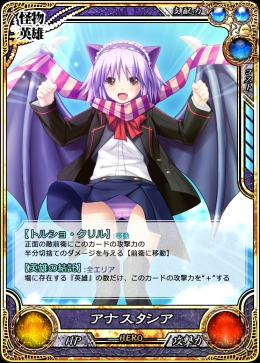 怪物
英雄
【トルショ・クリル】:移動
正面の敵前衛にこのカードの攻撃力の
半分切捨てのダメージを与える【前衛に移動】
【英雄の結託】:全エリア
場に存在する『英雄』の数だけ、このカードの攻撃力を"+"する
アナスタシア
HP
HERO
攻撃力